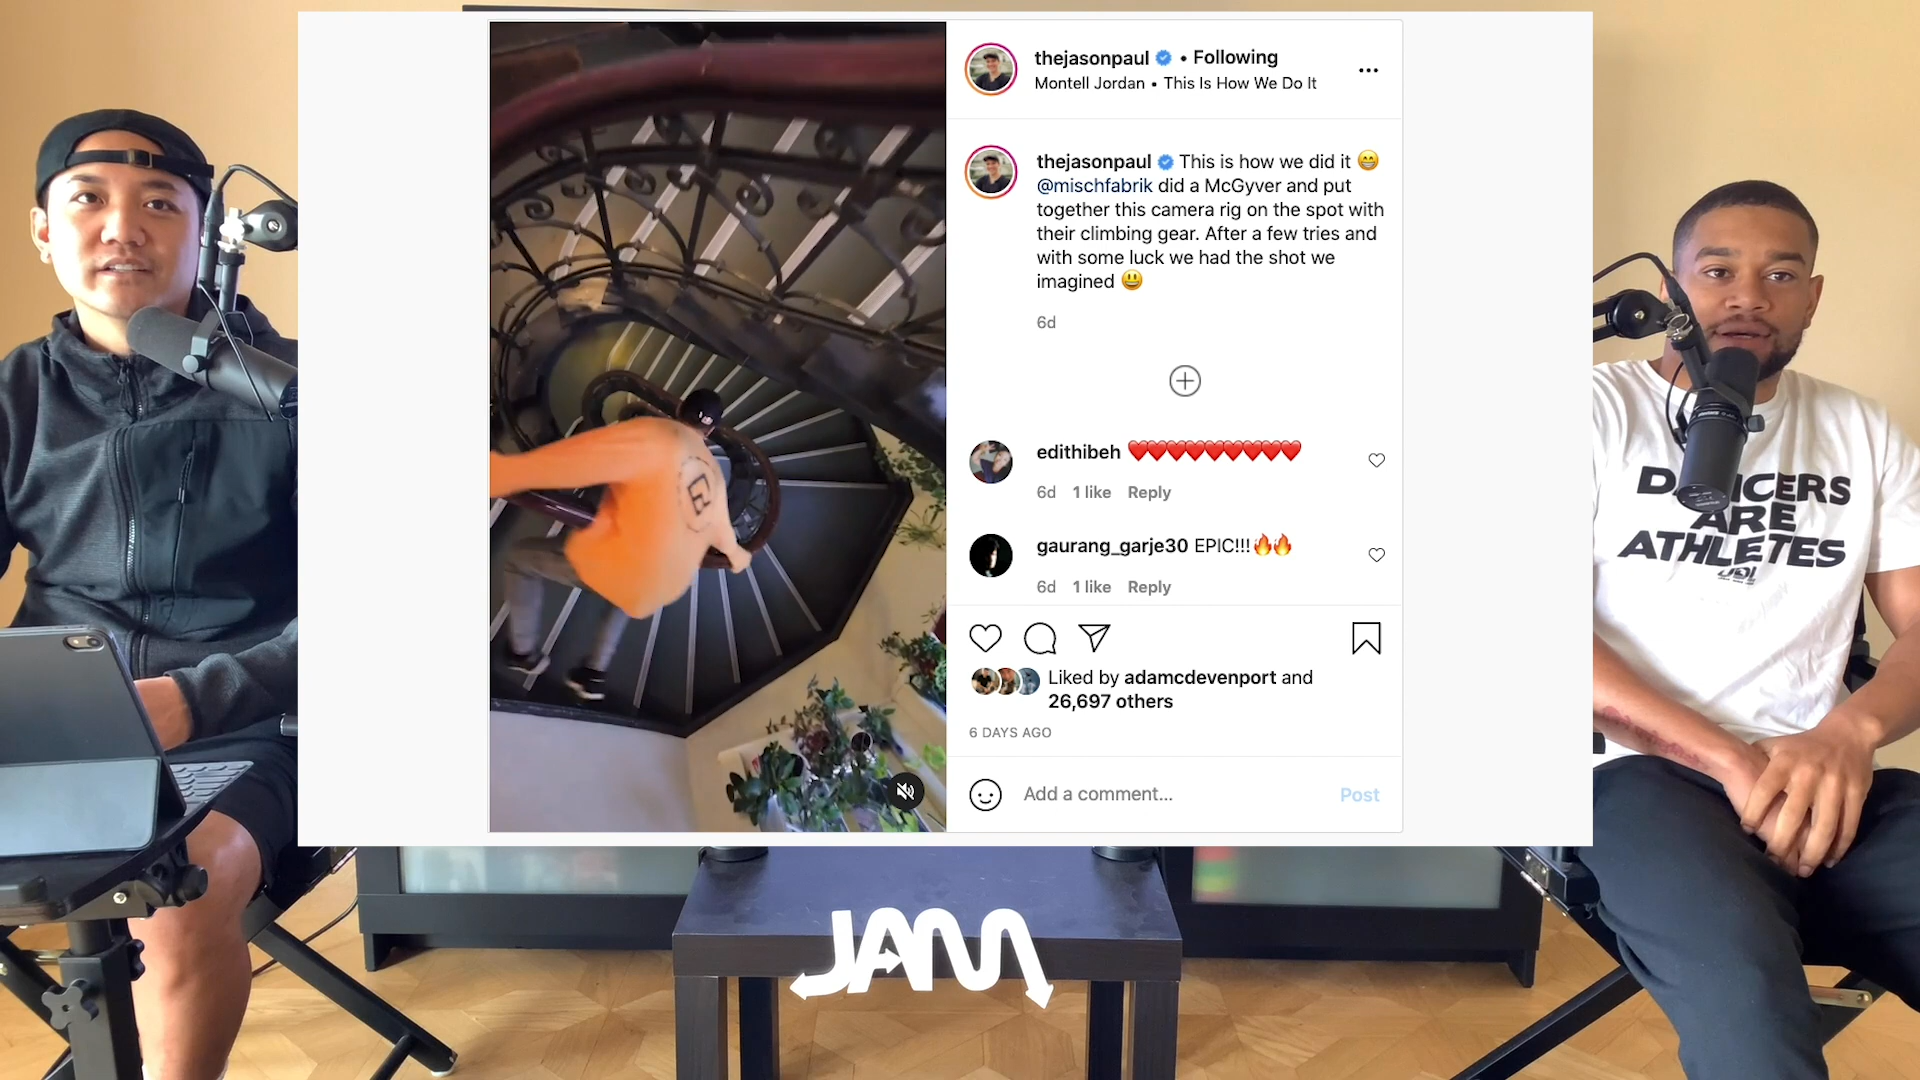 thejasonpaul • Following
Montell Jordan • This Is How We Do It
thejasonpaul This is how we did it 😁
@mischfabrik did a McGyver and put
together this camera rig on the spot with
their climbing gear. After a few tries and
with some luck we had the shot we
imagined 😃
6d
edithibeh ❤️❤️❤️❤️❤️❤️❤️❤️❤️
6d 1 like Reply
gaurang_garje30 EPIC!!!🔥🔥
6d 1 like Reply
Liked by adamcdevenport and
26,697 others
6 DAYS AGO
Add a comment... Post
DANCERS
ARE
ATHLETES
JAM